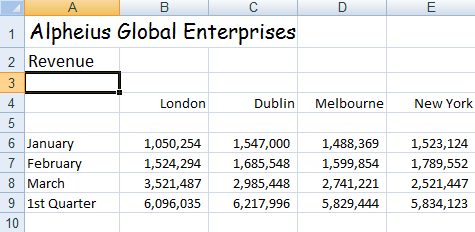 A B C D E
1 Alpheius Global Enterprises
2 Revenue
3
4 London Dublin Melbourne New York
5
6 January 1,050,254 1,547,000 1,488,369 1,523,124
7 February 1,524,294 1,685,548 1,599,854 1,789,552
8 March 3,521,487 2,985,448 2,741,221 2,521,447
9 1st Quarter 6,096,035 6,217,996 5,829,444 5,834,123
10